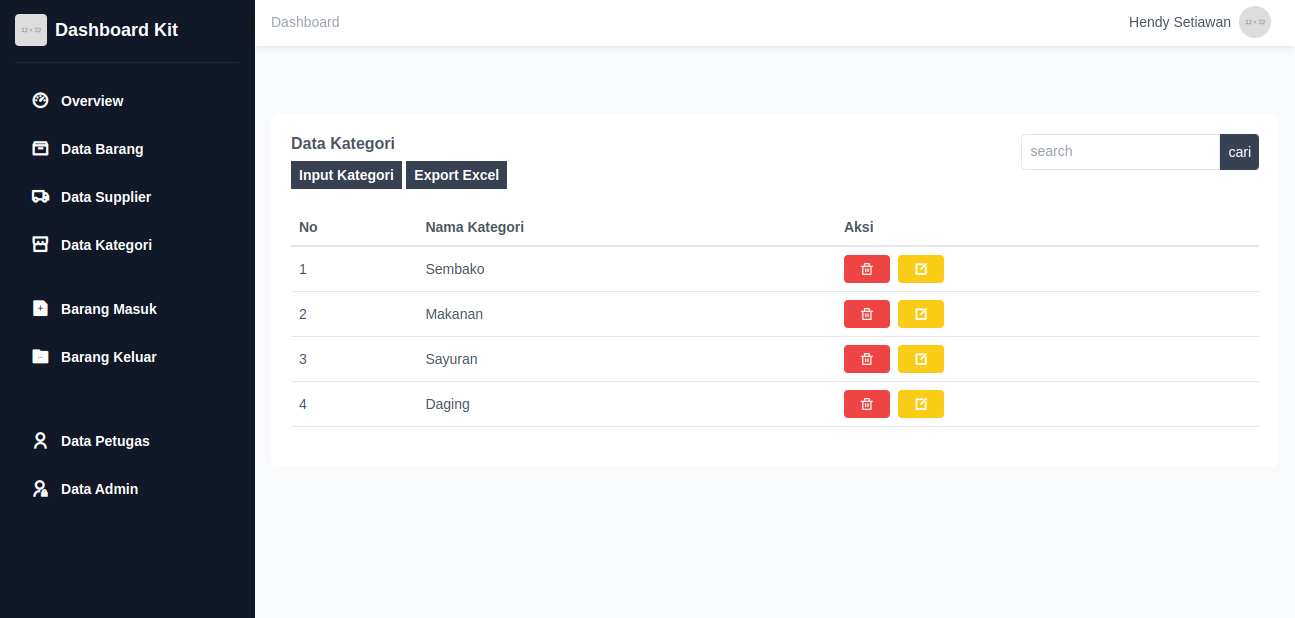 32 × 32
Dashboard Kit
Overview
Data Barang
Data Supplier
Data Kategori
Barang Masuk
Barang Keluar
Data Petugas
Data Admin
Dashboard
Hendy Setiawan
32 × 32
Data Kategori
search
cari
Input Kategori
Export Excel
No Nama Kategori Aksi
1 Sembako
2 Makanan
3 Sayuran
4 Daging